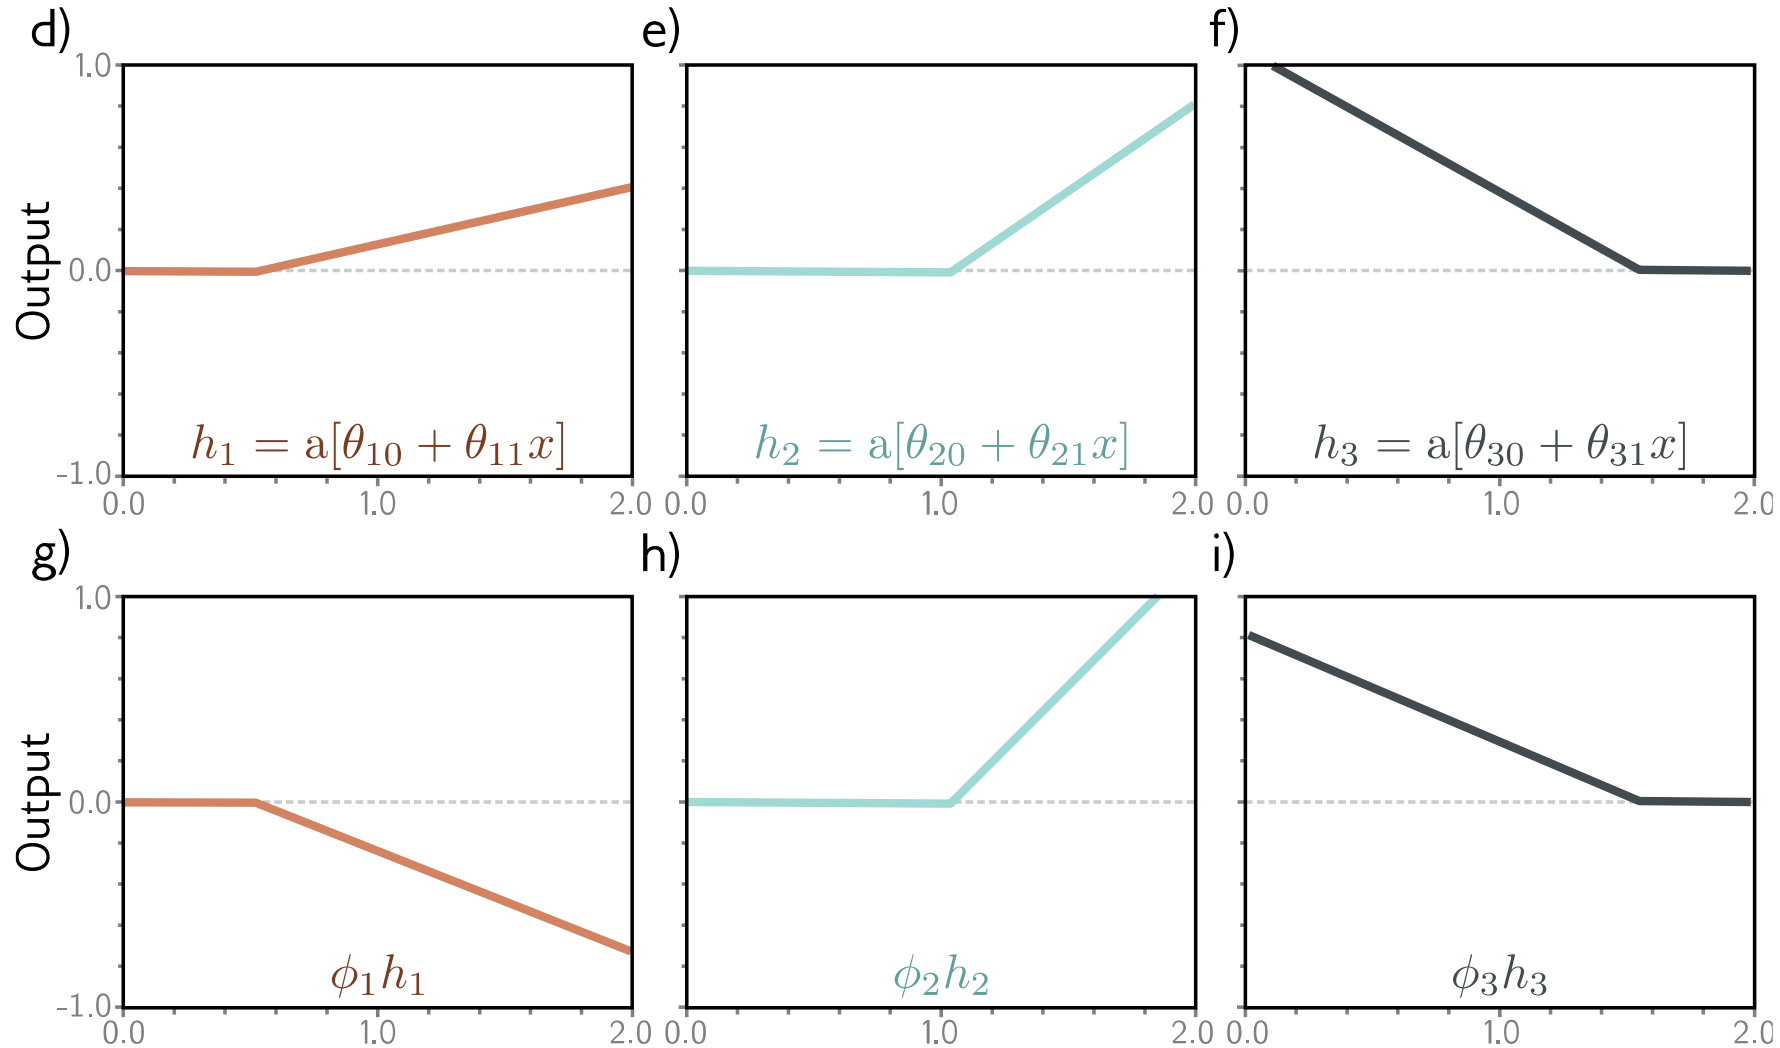 d) e) f)
1.0
0.0
-1.0
Output
h₁ = a[θ₁₀ + θ₁₁x]
h₂ = a[θ₂₀ + θ₂₁x]
h₃ = a[θ₃₀ + θ₃₁x]
0.0 1.0 2.0 0.0 1.0 2.0 0.0 1.0 2.0
g) h) i)
1.0
0.0
-1.0
Output
ϕ₁h₁
ϕ₂h₂
ϕ₃h₃
0.0 1.0 2.0 0.0 1.0 2.0 0.0 1.0 2.0